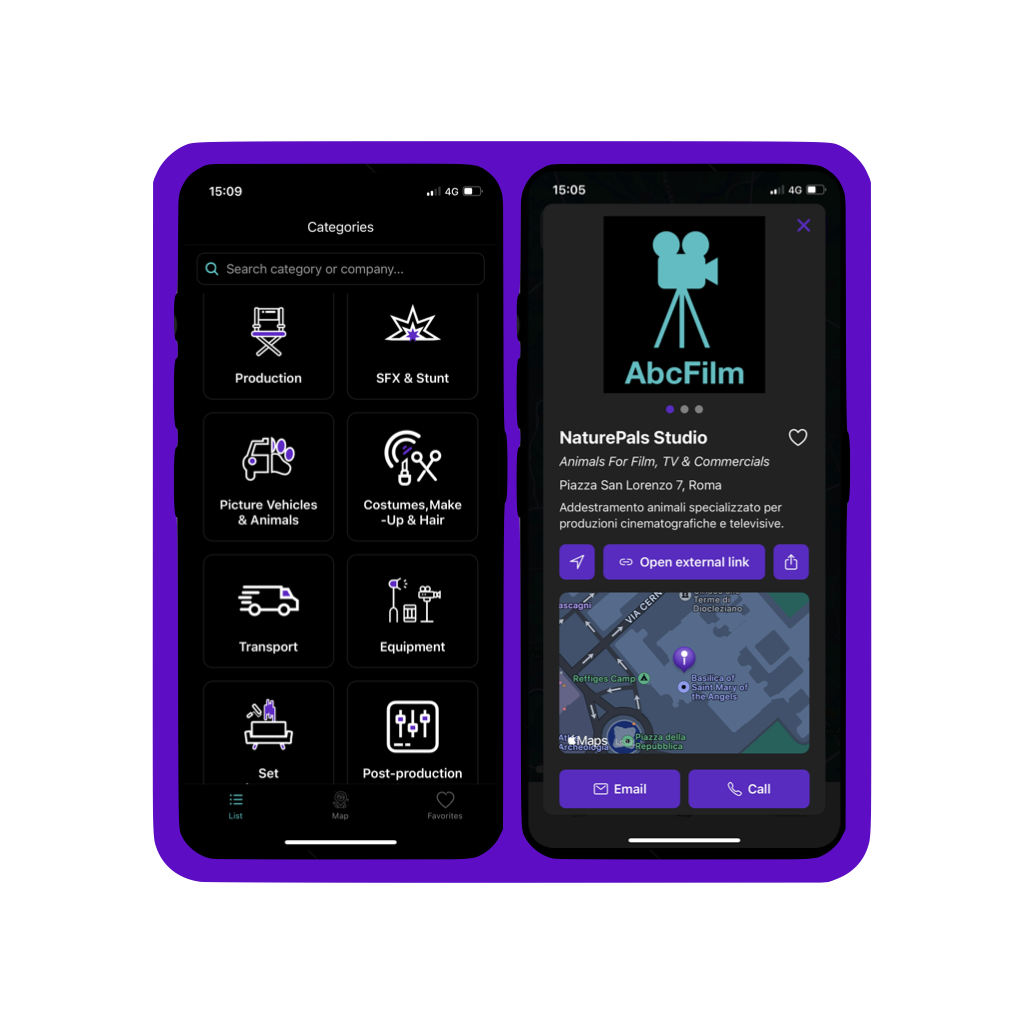 15:09
4G
Categories
Search category or company...
Production
SFX & Stunt
Picture Vehicles
& Animals
Costumes,Make
-Up & Hair
Transport
Equipment
Set
Post-production
List
Map
Favorites
15:05
4G
AbcFilm
NaturePals Studio
Animals For Film, TV & Commercials
Piazza San Lorenzo 7, Roma
Addestramento animali specializzato per
produzioni cinematografiche e televisive.
Open external link
ascagni
VIA CERN
Terme di
Diocleziano
Reffiges Camp
Basilica of
Saint Mary of
the Angels
Maps
Archeologia
Piazza della
Repubblica
Email
Call